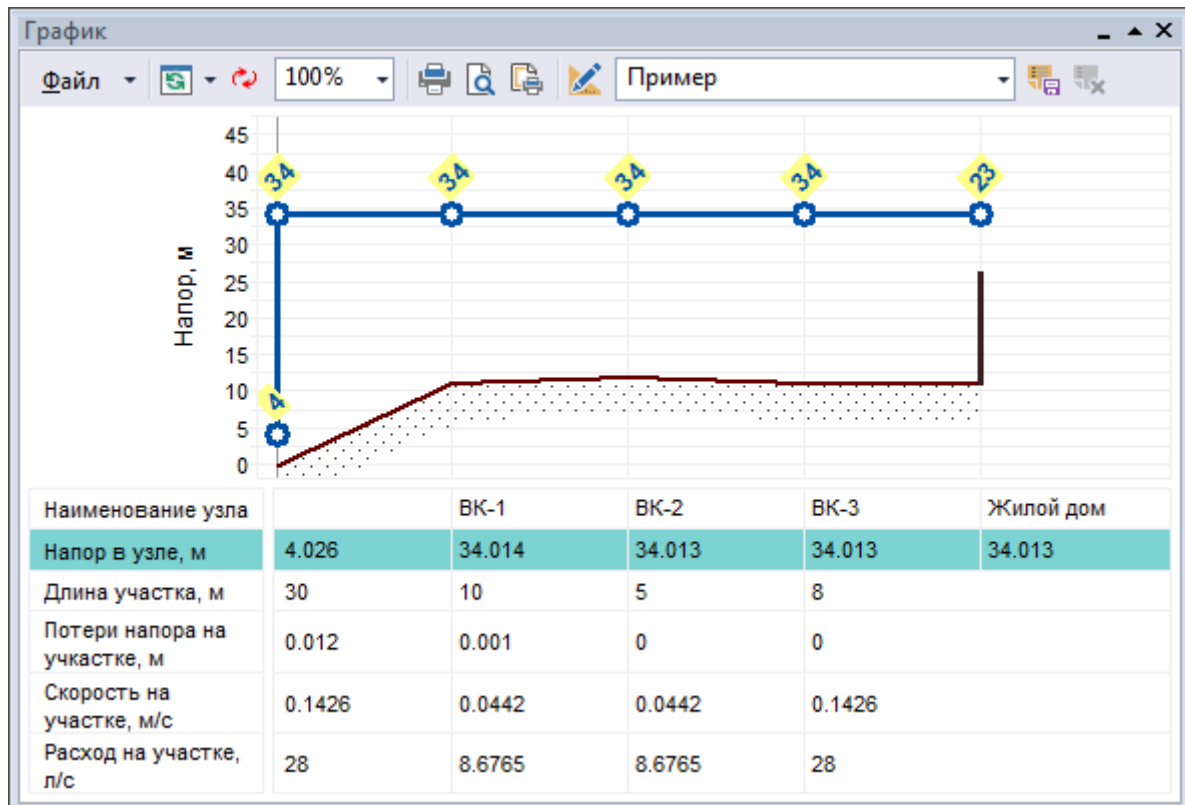 График
Файл 100% Пример
45
40
35
30
25
20
15
10
5
0
Напор, м
34 34 34 34 23
4
Наименование узла ВК-1 ВК-2 ВК-3 Жилой дом
Напор в узле, м 4.026 34.014 34.013 34.013 34.013
Длина участка, м 30 10 5 8
Потери напора на
учкастке, м 0.012 0.001 0 0
Скорость на
участке, м/с 0.1426 0.0442 0.0442 0.1426
Расход на участке,
л/с 28 8.6765 8.6765 28